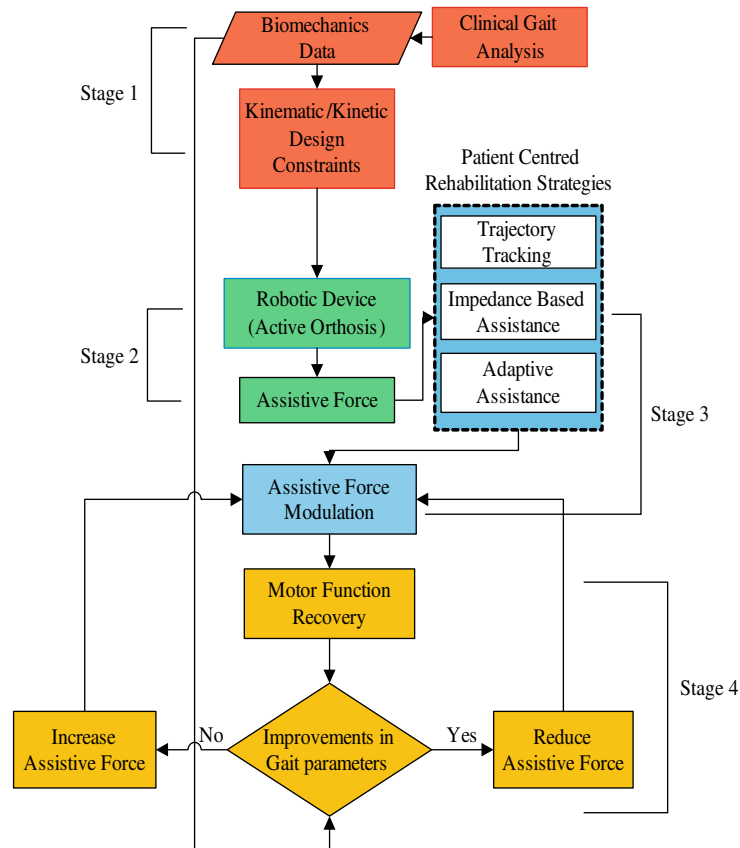 Biomechanics
Data
Clinical Gait
Analysis
Stage 1
Kinematic/Kinetic
Design
Constraints
Patient Centred
Rehabilitation Strategies
Trajectory
Tracking
Robotic Device
(Active Orthosis)
Impedance Based
Assistance
Stage 2
Adaptive
Assistance
Assistive Force
Stage 3
Assistive Force
Modulation
Motor Function
Recovery
Stage 4
Increase
Assistive Force
No
Improvements in
Gait parameters
Yes
Reduce
Assistive Force